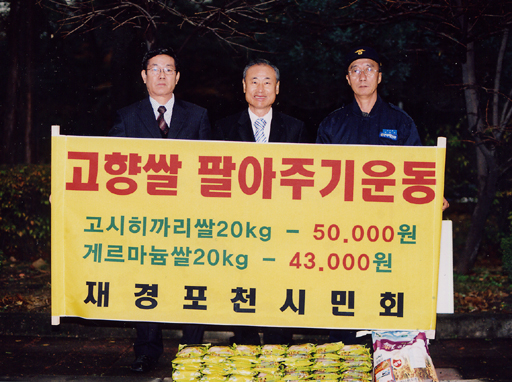 고향쌀 팔아주기운동
고시히까리쌀20kg - 50.000원
게르마늄쌀20kg - 43.000원
재경포천시민회